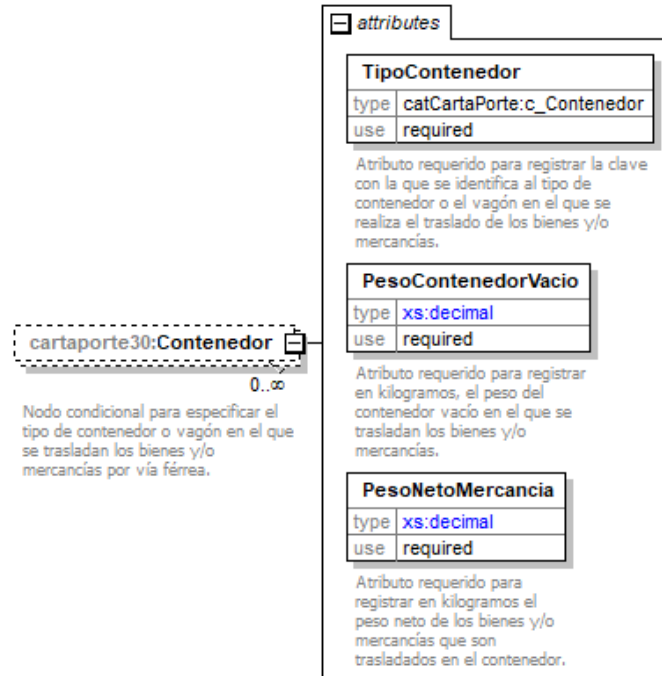 attributes
TipoContenedor
type catCartaPorte:c_Contenedor
use required
Atributo requerido para registrar la clave
con la que se identifica al tipo de
contenedor o el vagón en el que se
realiza el traslado de los bienes y/o
mercancías.
PesoContenedorVacio
type xs:decimal
use required
Atributo requerido para registrar
en kilogramos, el peso del
contenedor vacío en el que se
trasladan los bienes y/o
mercancías.
cartaporte30:Contenedor
0..∞
Nodo condicional para especificar el
tipo de contenedor o vagón en el que
se trasladan los bienes y/o
mercancías por vía férrea.
PesoNetoMercancia
type xs:decimal
use required
Atributo requerido para
registrar en kilogramos el
peso neto de los bienes y/o
mercancías que son
trasladados en el contenedor.